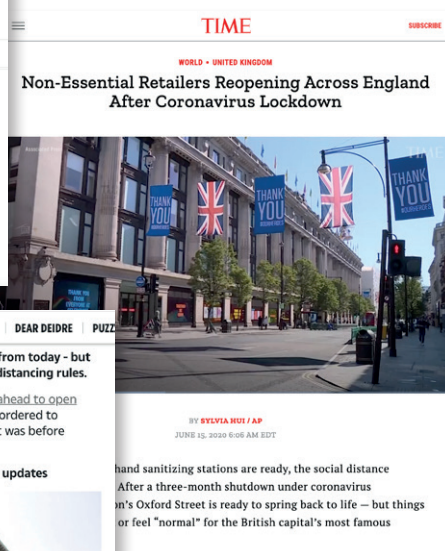 TIME
SUBSCRIBE
WORLD • UNITED KINGDOM
Non-Essential Retailers Reopening Across England
After Coronavirus Lockdown
TIME
THANK
YOU
THANK
YOU
THANK
YOU
BY SYLVIA HUI / AP
JUNE 15, 2020 6:06 AM EDT
hand sanitizing stations are ready, the social distance
After a three-month shutdown under coronavirus
on's Oxford Street is ready to spring back to life — but things
or feel “normal” for the British capital's most famous
DEAR DEIDRE
PUZZ
from today - but
distancing rules.
ahead to open
ordered to
t was before
updates